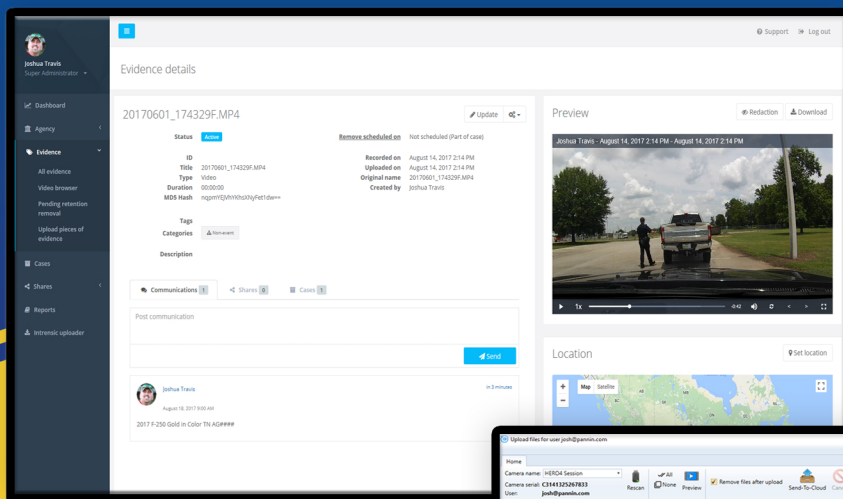 Joshua Travis
Super Administrator
Dashboard
Agency
Evidence
All evidence
Video browser
Pending retention
removal
Upload pieces of
evidence
Cases
Shares
Reports
Intrensic uploader
Support Log out
Evidence details
20170601_174329F.MP4
Update
Status Active Remove scheduled on Not scheduled (Part of case)
ID Recorded on August 14, 2017 2:14 PM
Title 20170601_174329F.MP4 Uploaded on August 14, 2017 2:14 PM
Type Video Original name 20170601_174329F.MP4
Duration 00:00:00 Created by Joshua Travis
MD5 Hash
Tags
Categories Non-event
Description
Communications 1 Shares 0 Cases 1
Post communication
Send
Joshua Travis in 3 minutes
August 18, 2017 9:00 AM
2017 F-250 Gold in Color TN AG####
Preview Redaction Download
Joshua Travis - August 14, 2017 2:14 PM - August 14, 2017 2:14 PM
1x -0:42
Location Set location
+ Map Satellite
−
AB
MB
BC
SK
ON
QC
Upload files for user josh@pannin.com
Home
Camera name: HERO4 Session
Camera serial: C3141325267833
User: josh@pannin.com
Rescan
All
None
Preview
Remove files after upload
Send-To-Cloud